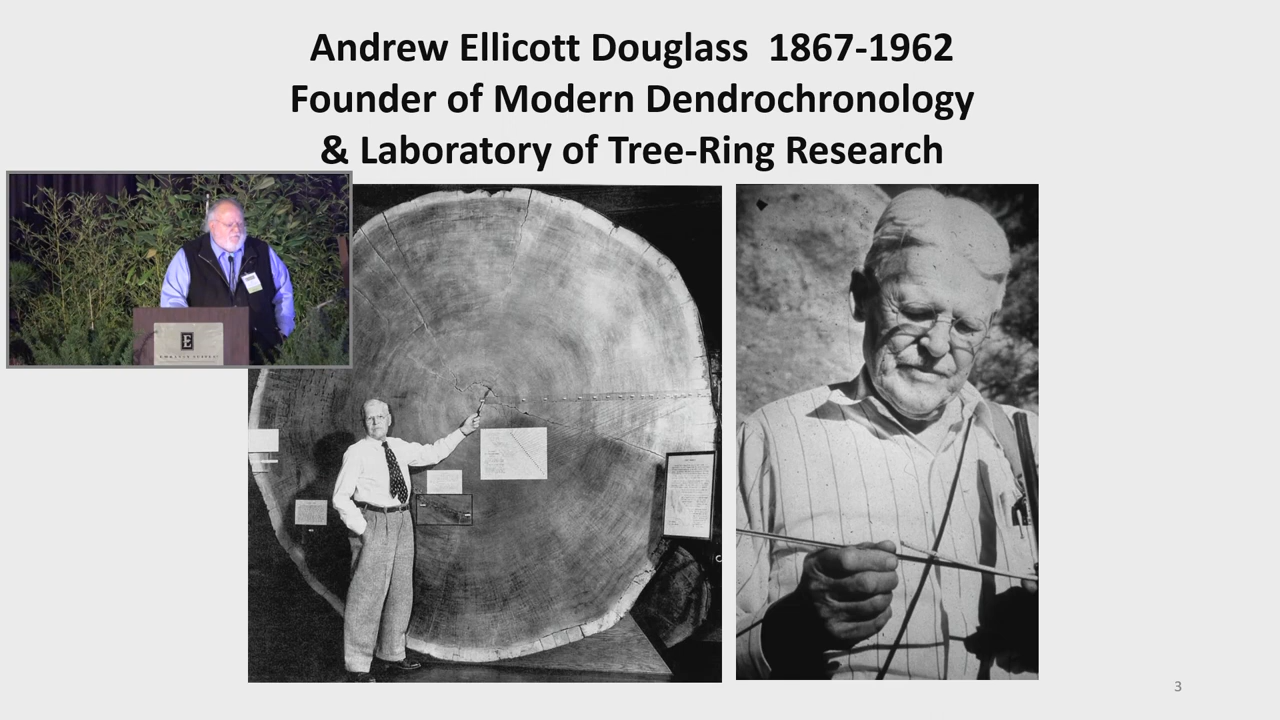 Andrew Ellicott Douglass 1867-1962
Founder of Modern Dendrochronology
& Laboratory of Tree-Ring Research
E
3